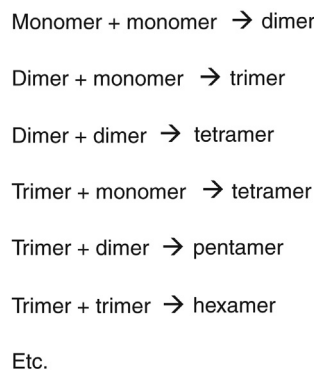 Monomer + monomer → dimer
Dimer + monomer → trimer
Dimer + dimer → tetramer
Trimer + monomer → tetramer
Trimer + dimer → pentamer
Trimer + trimer → hexamer
Etc.